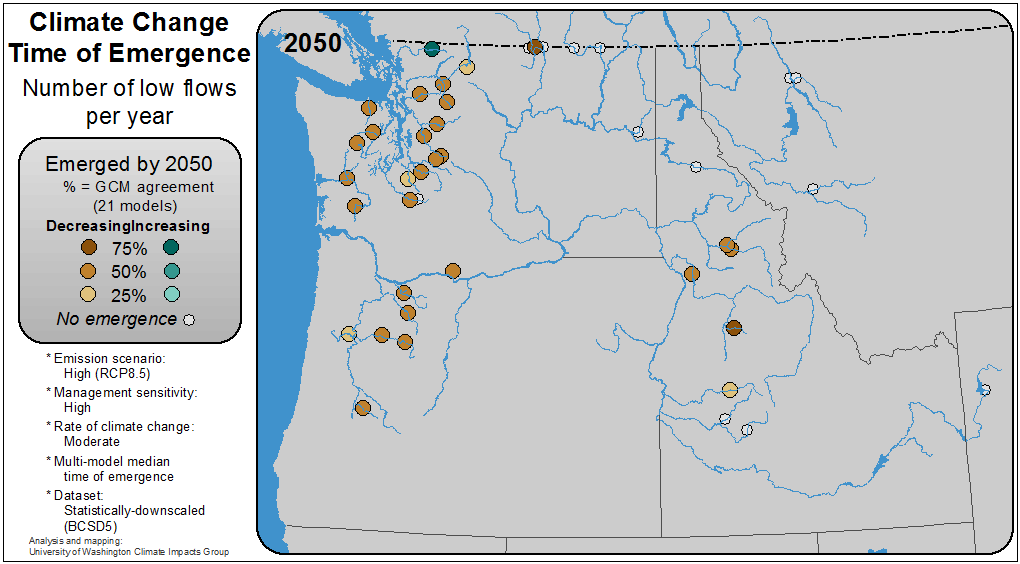 Climate Change
Time of Emergence
Number of low flows
per year
Emerged by 2050
% = GCM agreement
(21 models)
DecreasingIncreasing
75%
50%
25%
No emergence
* Emission scenario:
High (RCP8.5)
* Management sensitivity:
High
* Rate of climate change:
Moderate
* Multi-model median
time of emergence
* Dataset:
Statistically-downscaled
(BCSD5)
Analysis and mapping:
University of Washington Climate Impacts Group
2050